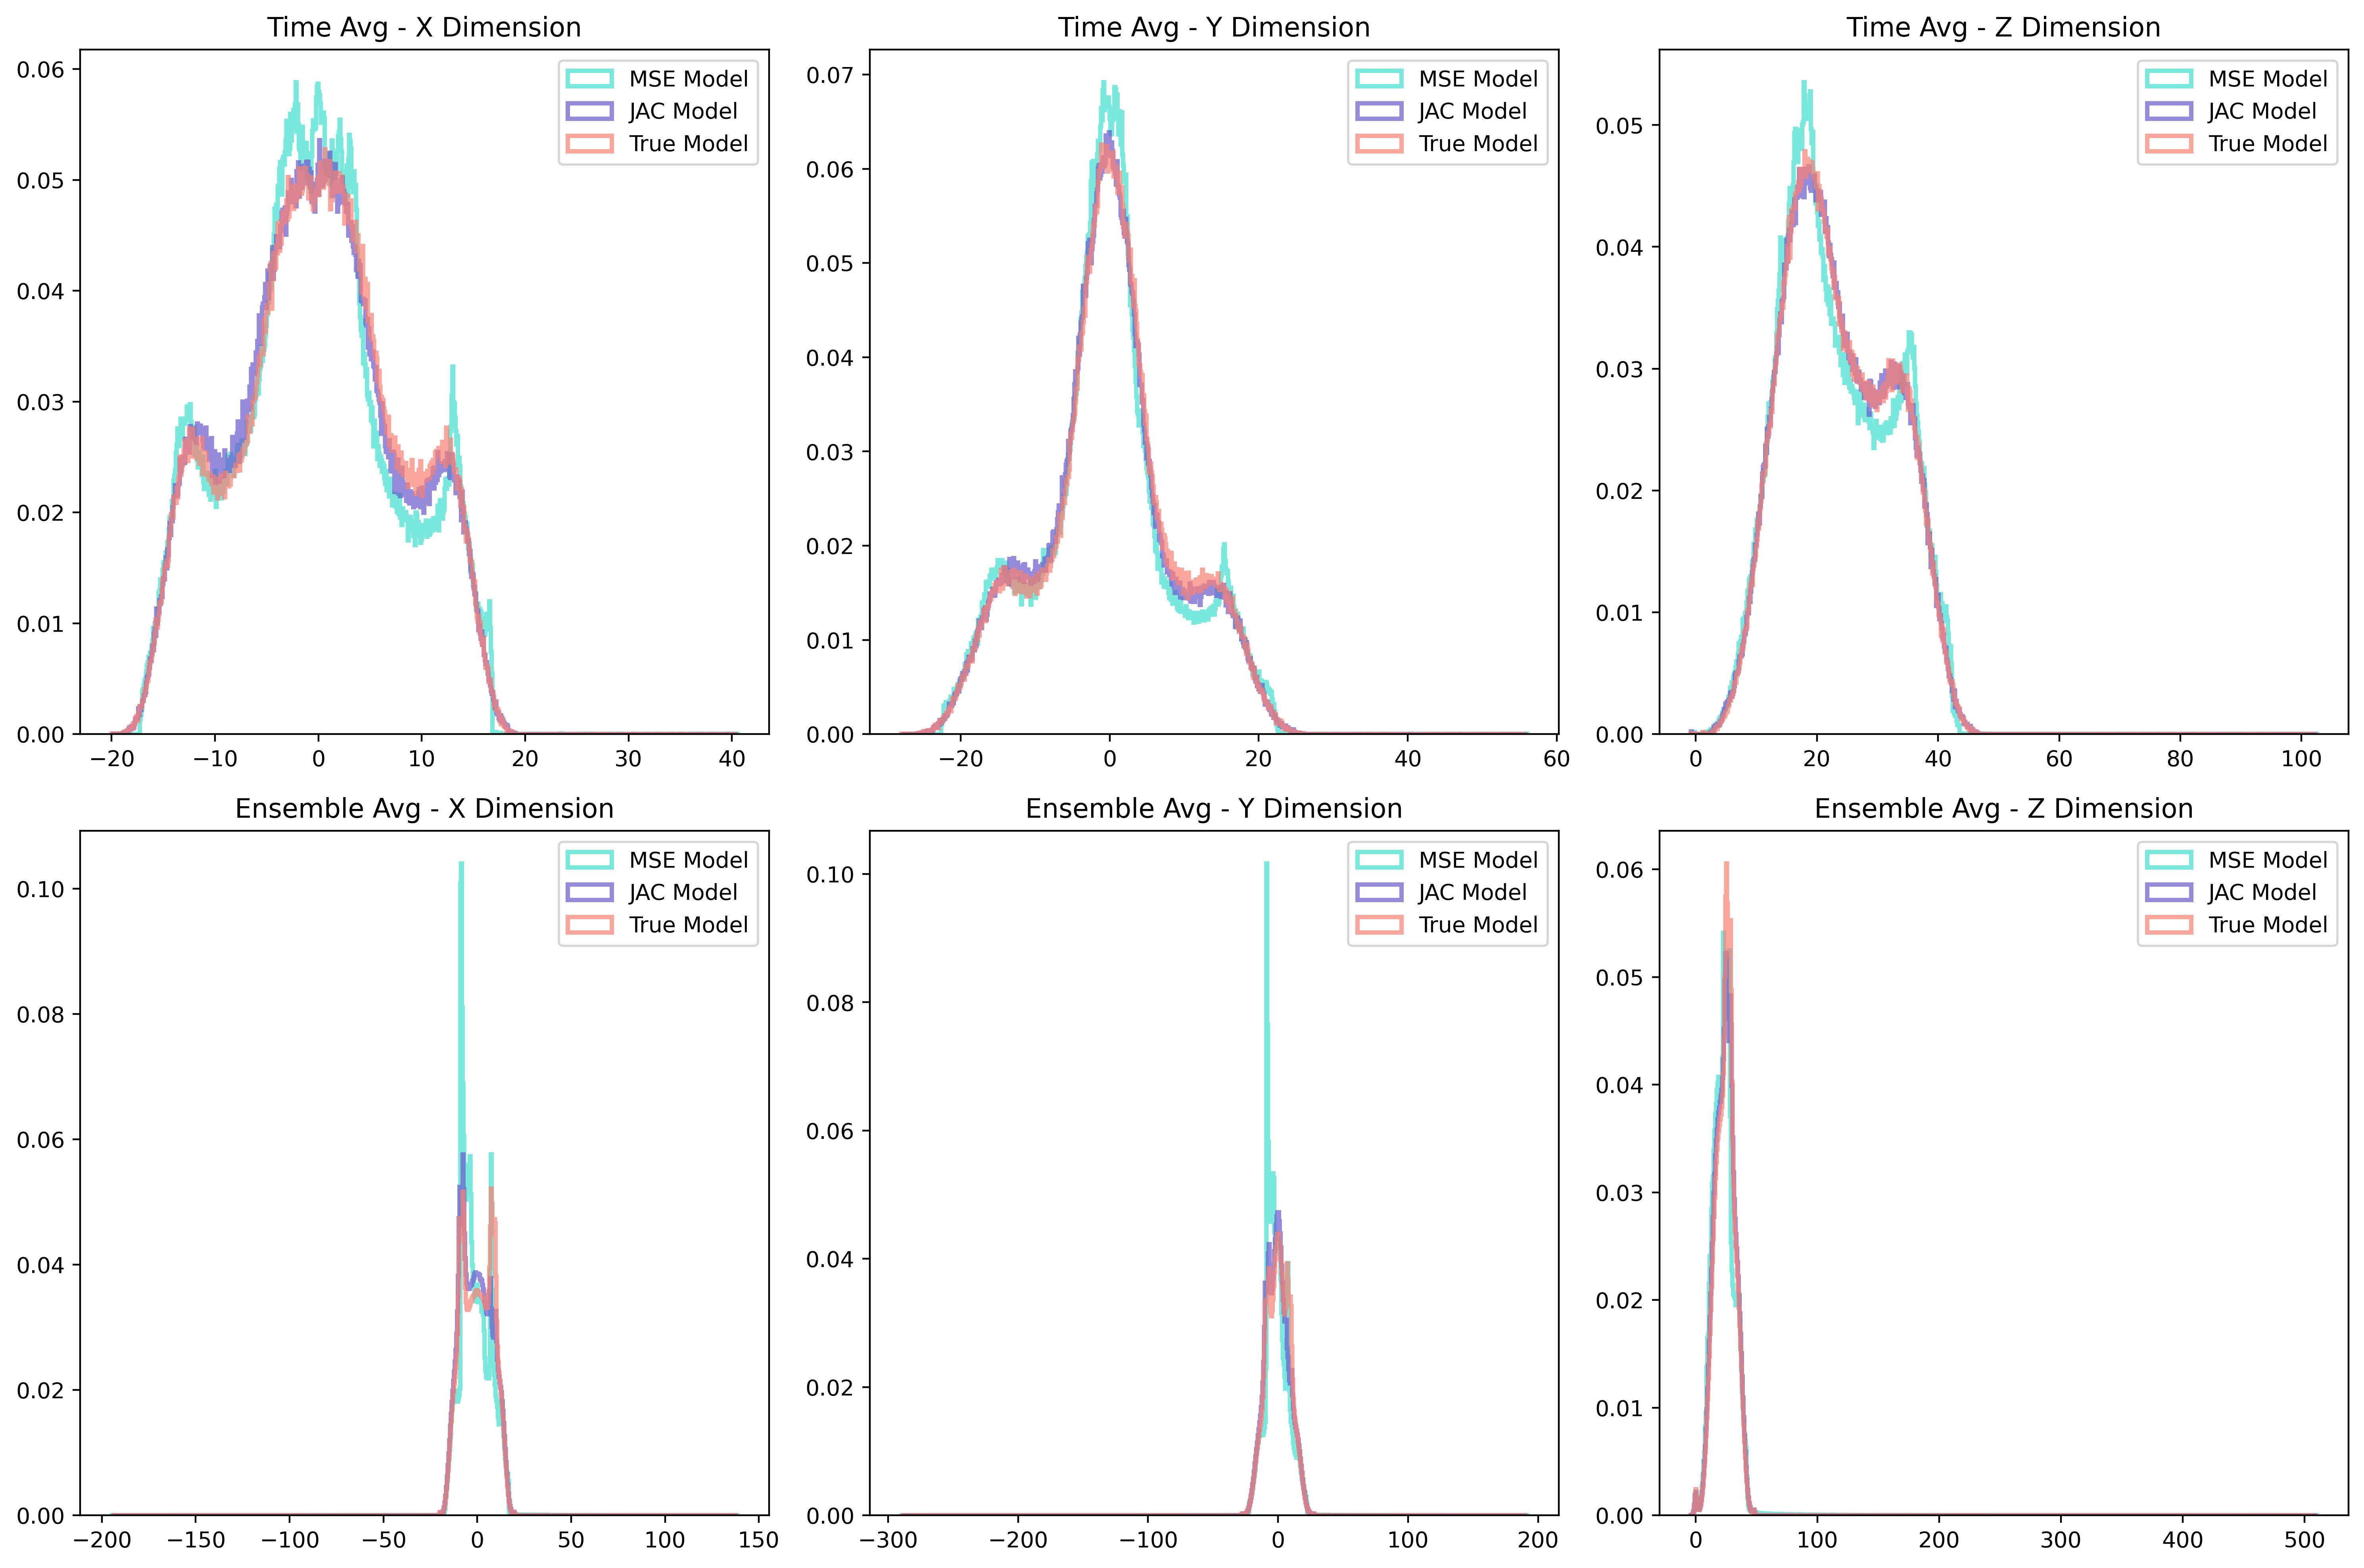 Time Avg - X Dimension
0.06
0.05
0.04
0.03
0.02
0.01
0.00
MSE Model
JAC Model
True Model
−20 −10 0 10 20 30 40
Time Avg - Y Dimension
0.07
0.06
0.05
0.04
0.03
0.02
0.01
0.00
MSE Model
JAC Model
True Model
−20 0 20 40 60
Time Avg - Z Dimension
0.05
0.04
0.03
0.02
0.01
0.00
MSE Model
JAC Model
True Model
0 20 40 60 80 100
Ensemble Avg - X Dimension
0.10
0.08
0.06
0.04
0.02
0.00
MSE Model
JAC Model
True Model
−200 −150 −100 −50 0 50 100 150
Ensemble Avg - Y Dimension
0.10
0.08
0.06
0.04
0.02
0.00
MSE Model
JAC Model
True Model
−300 −200 −100 0 100 200
Ensemble Avg - Z Dimension
0.06
0.05
0.04
0.03
0.02
0.01
0.00
MSE Model
JAC Model
True Model
0 100 200 300 400 500